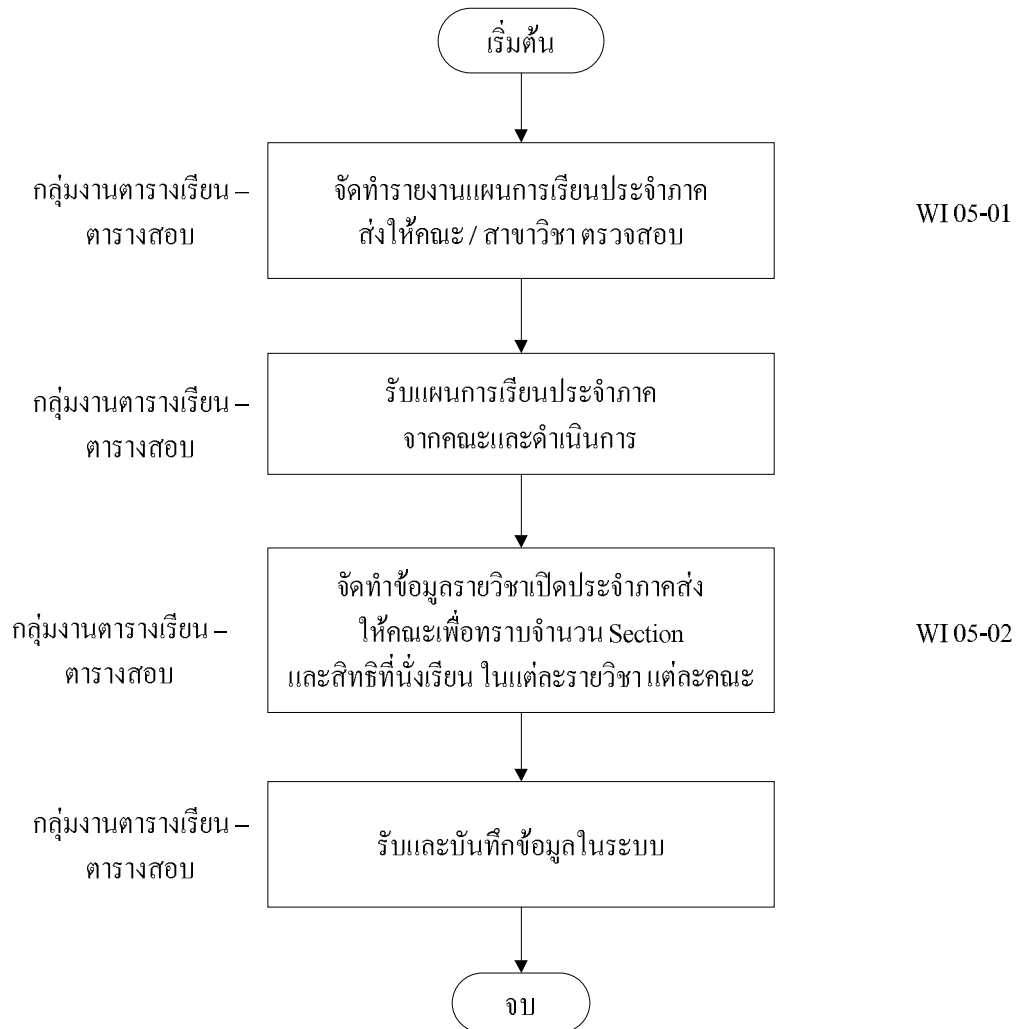 เริ่มต้น
กลุ่มงานตารางเรียน –
ตารางสอบ
จัดทำรายงานแผนการเรียนประจำภาค
ส่งให้คณะ / สาขาวิชา ตรวจสอบ
WI 05-01
กลุ่มงานตารางเรียน –
ตารางสอบ
รับแผนการเรียนประจำภาค
จากคณะและดำเนินการ
กลุ่มงานตารางเรียน –
ตารางสอบ
จัดทำข้อมูลรายวิชาเปิดประจำภาคส่ง
ให้คณะเพื่อทราบจำนวน Section
และสิทธิที่นั่งเรียน ในแต่ละรายวิชา แต่ละคณะ
WI 05-02
กลุ่มงานตารางเรียน –
ตารางสอบ
รับและบันทึกข้อมูลในระบบ
จบ